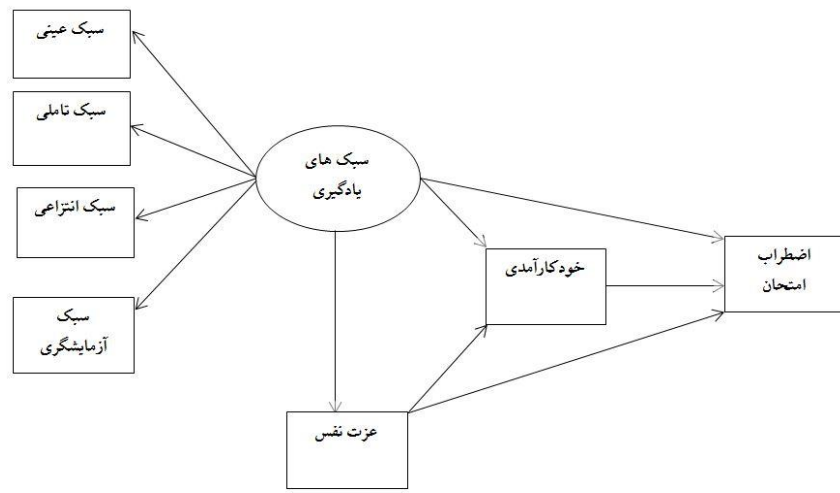 سبک عینی
سبک تاملی
سبک انتزاعی
سبک
آزمایشگری
سبک های
یادگیری
خودکارآمدی
عزت نفس
اضطراب
امتحان